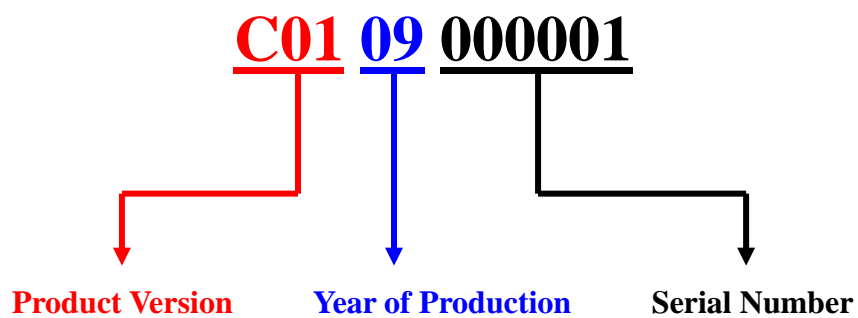 C01 09 000001
Product Version Year of Production Serial Number